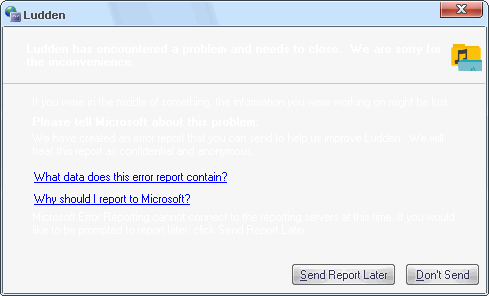 Ludden
Ludden has encountered a problem and needs to close. We are sorry for
the inconvenience.
If you were in the middle of something, the information you were working on might be lost.
Please tell Microsoft about this problem.
We have created an error report that you can send to help us improve Ludden. We will
treat this report as confidential and anonymous.
What data does this error report contain?
Why should I report to Microsoft?
Microsoft Error Reporting cannot connect to the reporting servers at this time. If you would
like to be prompted to report later, click Send Report Later.
Send Report Later Don't Send